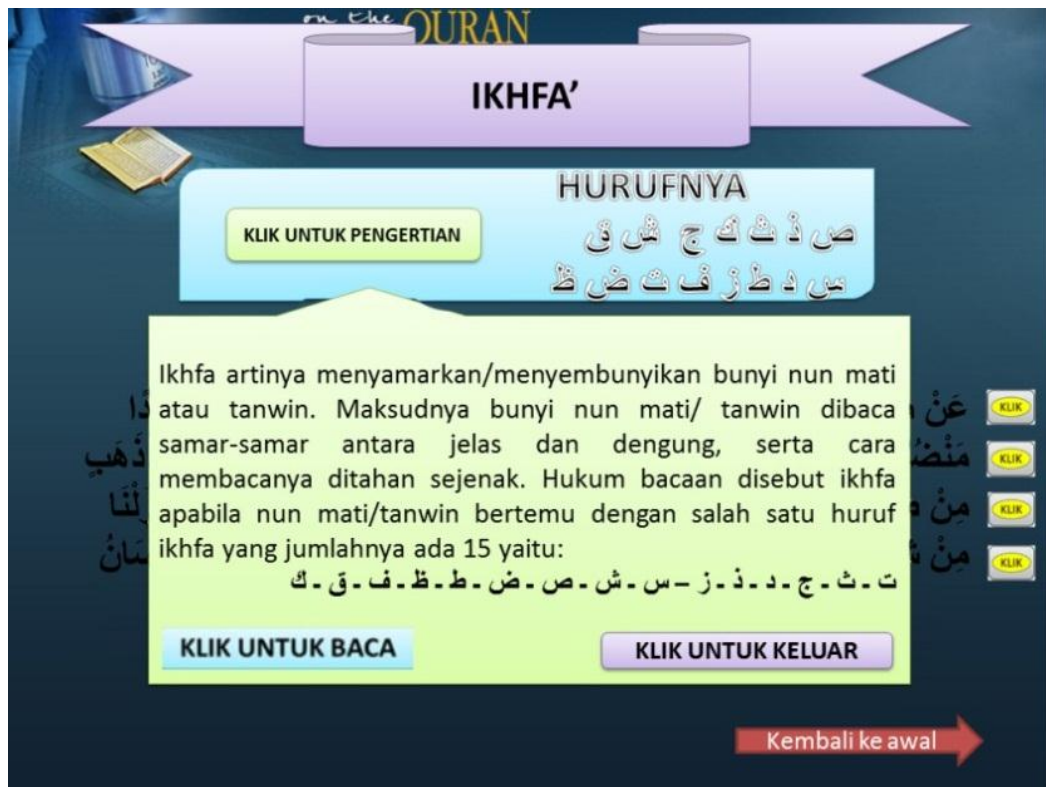 on the QURAN
IKHFA’
HURUFNYA
KLIK UNTUK PENGERTIAN
ص ذ ث ك ج ش ق
س د ط ز ف ت ض ظ
Ikhfa artinya menyamarkan/menyembunyikan bunyi nun mati
atau tanwin. Maksudnya bunyi nun mati/ tanwin dibaca
samar-samar antara jelas dan dengung, serta cara
membacanya ditahan sejenak. Hukum bacaan disebut ikhfa
apabila nun mati/tanwin bertemu dengan salah satu huruf
ikhfa yang jumlahnya ada 15 yaitu:
ت - ث - ج - د - ذ - ز – س - ش - ص - ض - ط - ظ - ف - ق - ك
عَنْ
KLIK
ذَهَبٍ
KLIK
مِنْ
KLIK
مِنْ
KLIK
KLIK UNTUK BACA
KLIK UNTUK KELUAR
Kembali ke awal